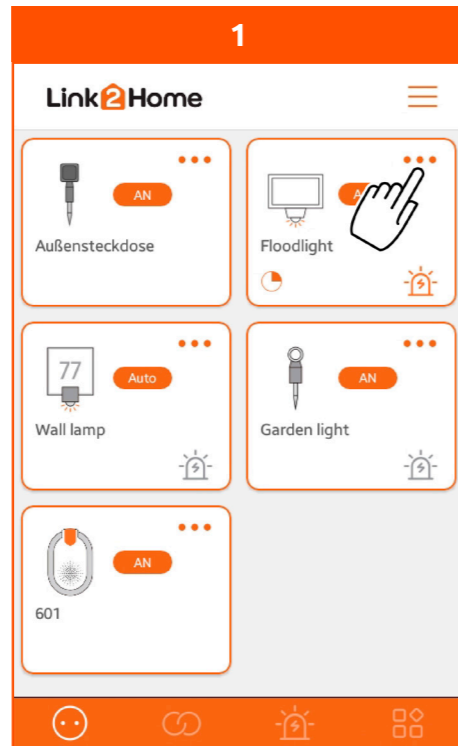 1
Link2Home
AN
Außensteckdose
Floodlight
77
Auto
Wall lamp
AN
Garden light
AN
601